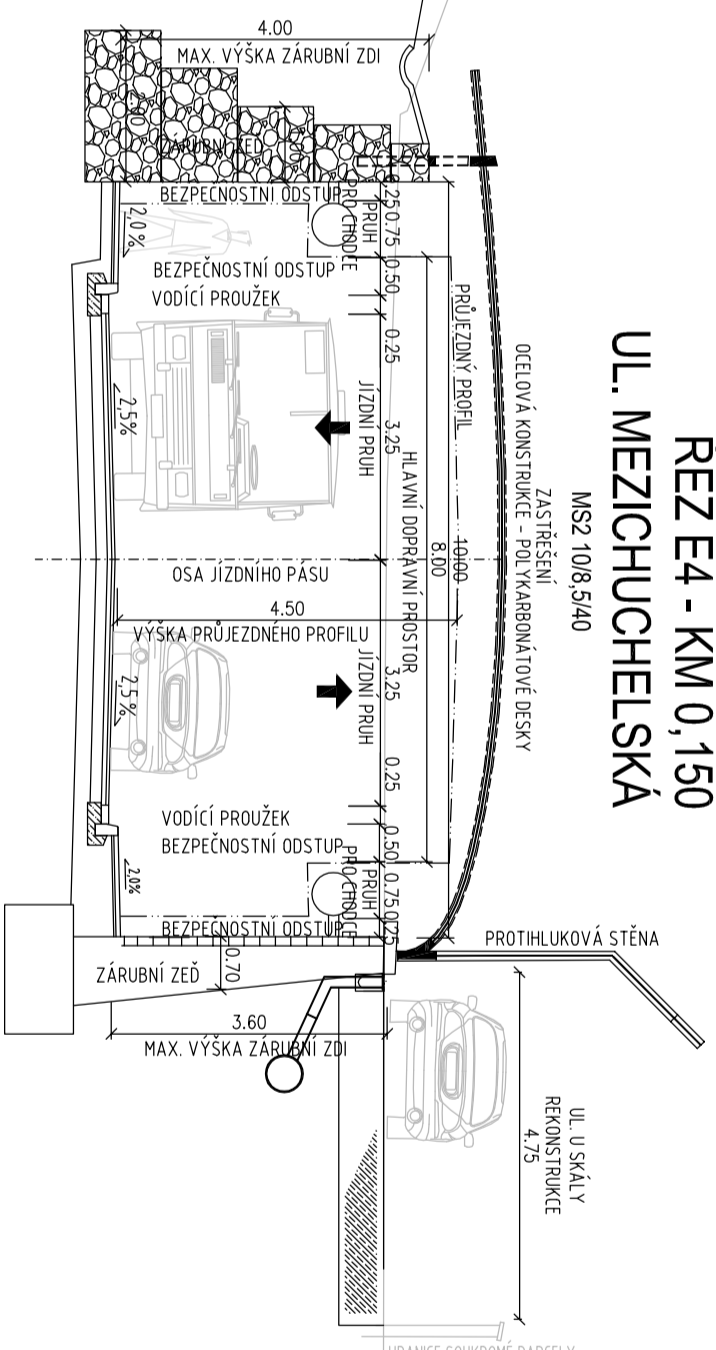 ŘEZ E4 - KM 0,150
UL. MEZICHUCHELSKÁ
MS2 10/8,5/40
ZASTŘEŠENÍ
OCELOVÁ KONSTRUKCE - POLYKARBONÁTOVÉ DESKY
4.00
MAX. VÝŠKA ZÁRUBNÍ ZDI
ZÁRUBNÍ ZEĎ
BEZPEČNOSTNÍ ODSTUP
PRUH
PRO CHODCE
BEZPEČNOSTNÍ ODSTUP
VODÍCÍ PROUŽEK
2,0%
0.25
0.75
0.50
0.25
3.25
JÍZDNÍ PRUH
2,5%
PRŮJEZDNÝ PROFIL
HLAVNÍ DOPRAVNÍ PROSTOR
10.00
8.00
OSA JÍZDNÍHO PÁSU
4.50
VÝŠKA PRŮJEZDNÉHO PROFILU
3.25
JÍZDNÍ PRUH
2,5%
0.25
VODÍCÍ PROUŽEK
BEZPEČNOSTNÍ ODSTUP
0.50
0.75
0.25
PRUH
PRO CHODCE
2,0%
BEZPEČNOSTNÍ ODSTUP
ZÁRUBNÍ ZEĎ
0.70
3.60
MAX. VÝŠKA ZÁRUBNÍ ZDI
PROTIHLUKOVÁ STĚNA
UL. U SKÁLY
REKONSTRUKCE
4.75